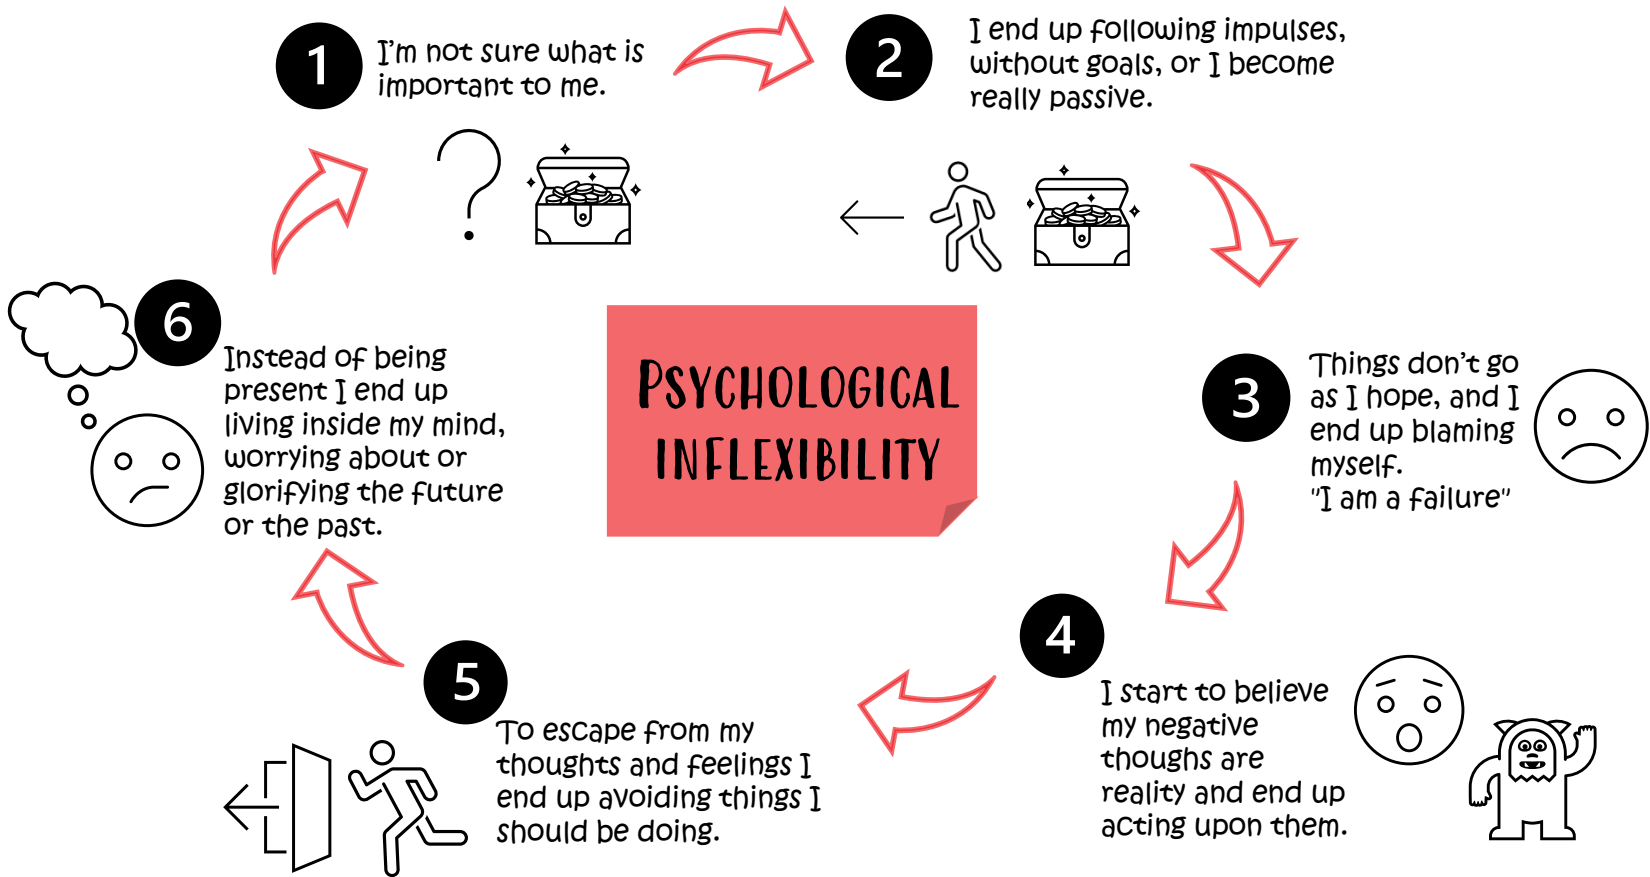 1
I'm not sure what is
important to me.
2
I end up following impulses,
without goals, or I become
really passive.
3
Things don't go
as I hope, and I
end up blaming
myself.
"I am a failure"
4
I start to believe
my negative
thoughs are
reality and end up
acting upon them.
5
To escape from my
thoughts and feelings I
end up avoiding things I
should be doing.
6
Instead of being
present I end up
living inside my mind,
worrying about or
glorifying the future
or the past.
PSYCHOLOGICAL
INFLEXIBILITY